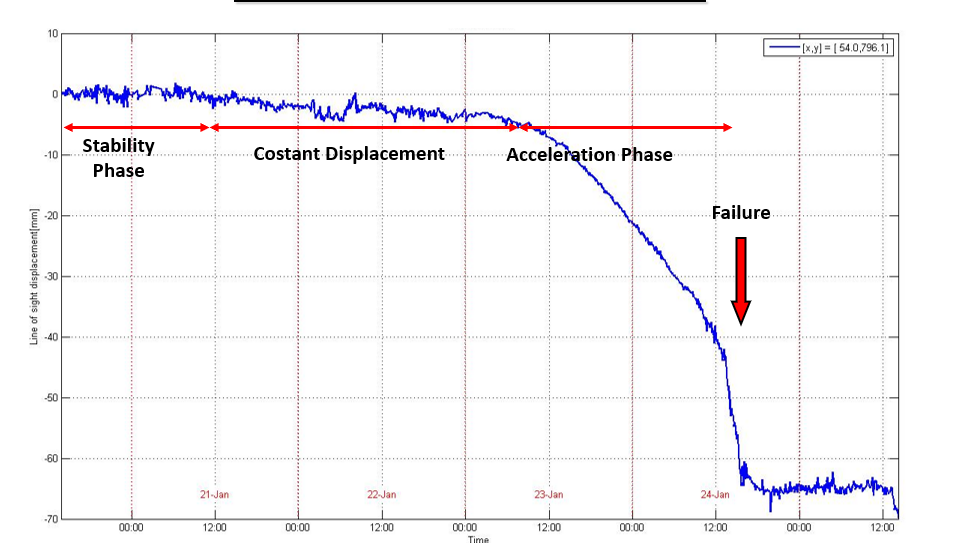 [x,y] = [ 54.0,796.1]
10
0
-10
-20
-30
-40
-50
-60
-70
Line of sight displacement[mm]
Stability
Phase
Costant Displacement
Acceleration Phase
Failure
21-Jan
22-Jan
23-Jan
24-Jan
00:00
12:00
00:00
12:00
00:00
12:00
00:00
12:00
00:00
12:00
Time